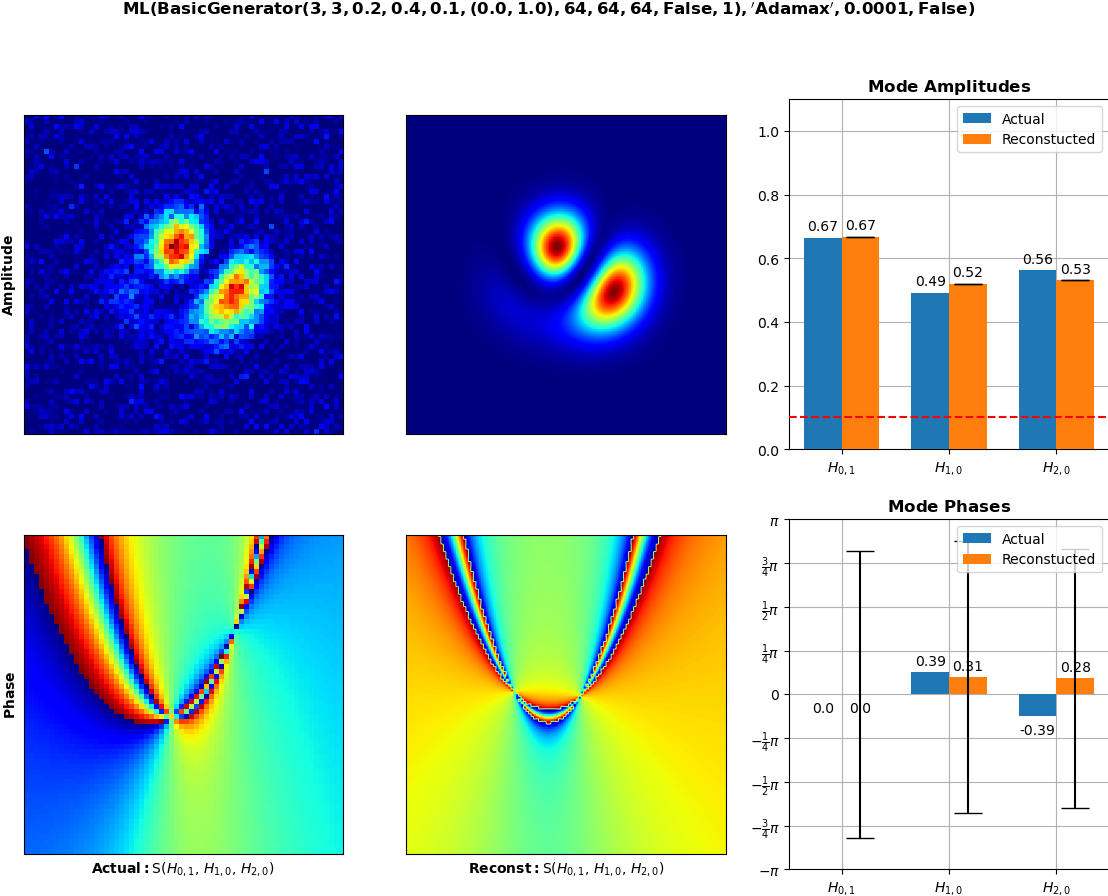 ML(BasicGenerator(3, 3, 0.2, 0.4, 0.1, (0.0, 1.0), 64, 64, 64, False, 1), 'Adamax', 0.0001, False)
Amplitude
Mode Amplitudes
Actual
Reconstucted
1.0
0.8
0.6
0.4
0.2
0.0
0.67 0.67
0.49 0.52
0.56 0.53
H0,1 H1,0 H2,0
Phase
Actual: S(H0,1, H1,0, H2,0)
Reconst: S(H0,1, H1,0, H2,0)
Mode Phases
Actual
Reconstucted
π
3/4π
1/2π
1/4π
0
−1/4π
−1/2π
−3/4π
−π
0.0 0.0
0.39 0.31
-0.39 0.28
H0,1 H1,0 H2,0